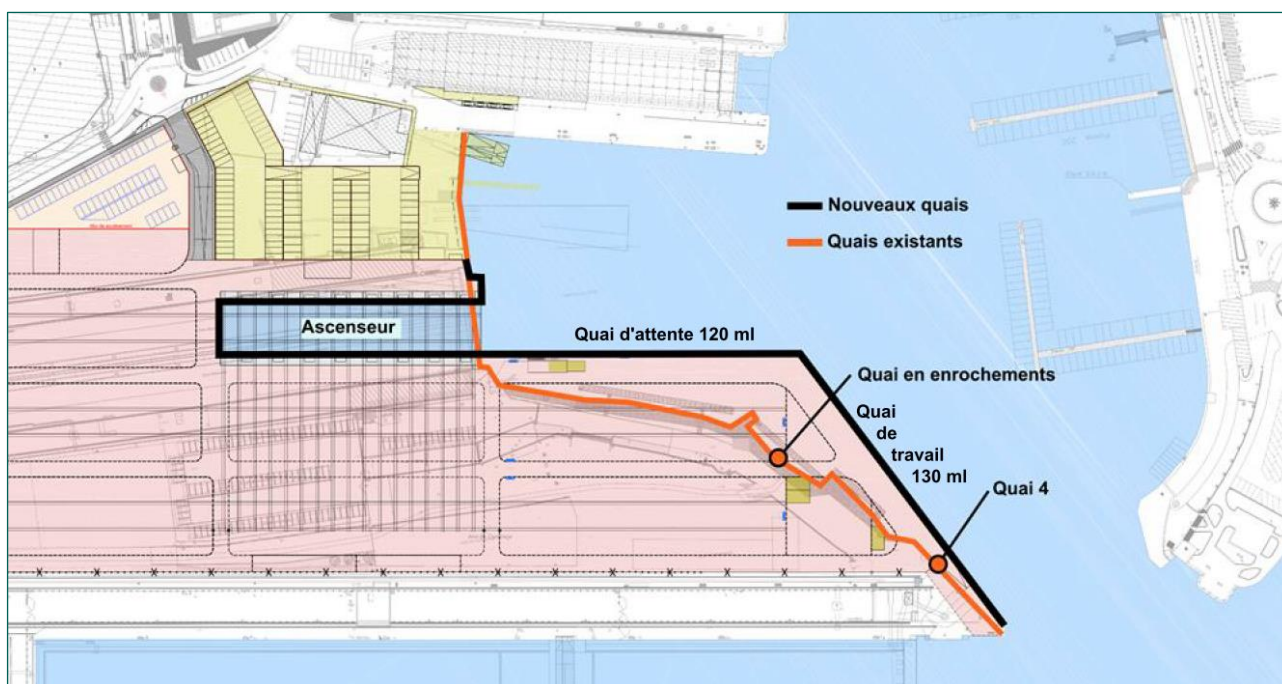 Nouveaux quais
Quais existants
Ascenseur
Quai d'attente 120 ml
Quai en enrochements
Quai
de
travail
130 ml
Quai 4